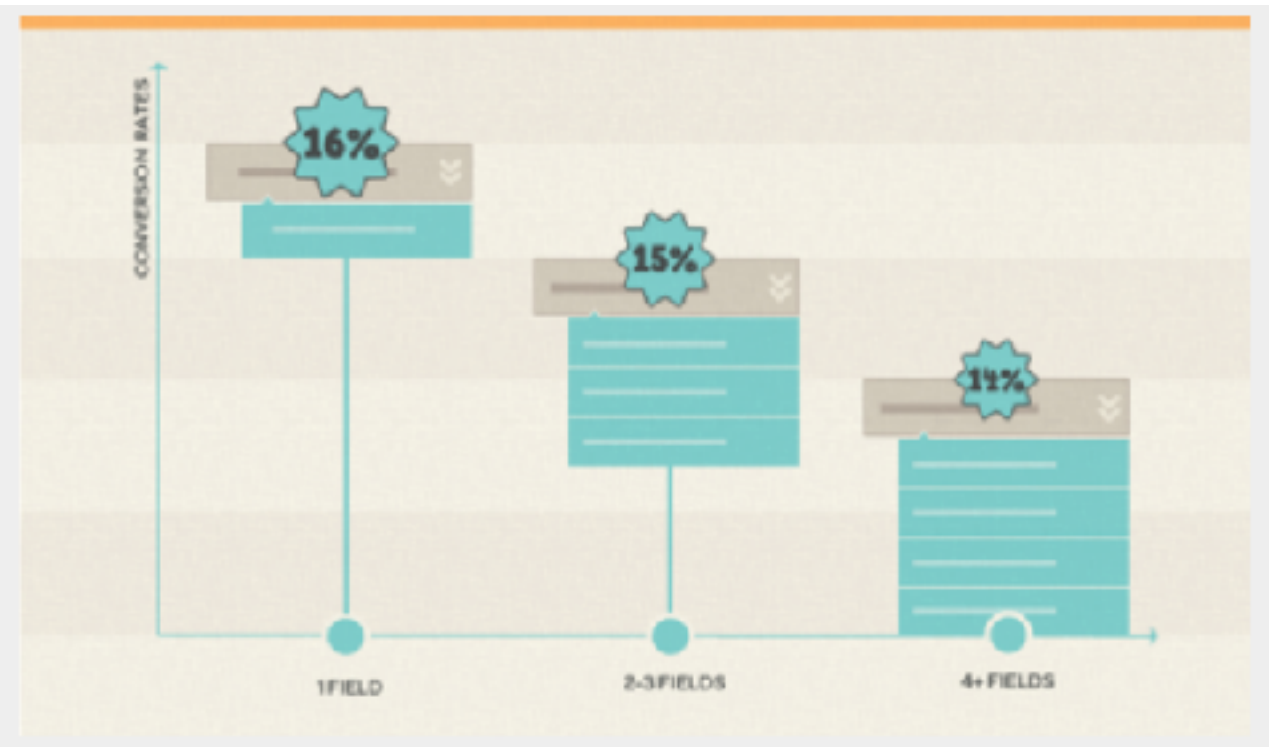 CONVERSION RATES
16%
15%
14%
1 FIELD
2-3 FIELDS
4+ FIELDS